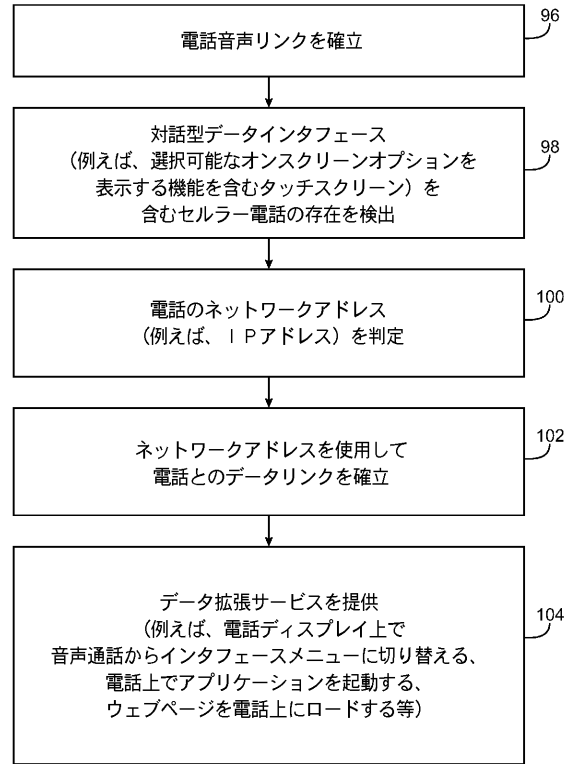 電話音声リンクを確立
96
対話型データインタフェース
(例えば、選択可能なオンスクリーンオプションを
表示する機能を含むタッチスクリーン)を
含むセルラー電話の存在を検出
98
電話のネットワークアドレス
(例えば、IPアドレス)を判定
100
ネットワークアドレスを使用して
電話とのデータリンクを確立
102
データ拡張サービスを提供
(例えば、電話ディスプレイ上で
音声通話からインタフェースメニューに切り替える、
電話上でアプリケーションを起動する、
ウェブページを電話上にロードする等)
104